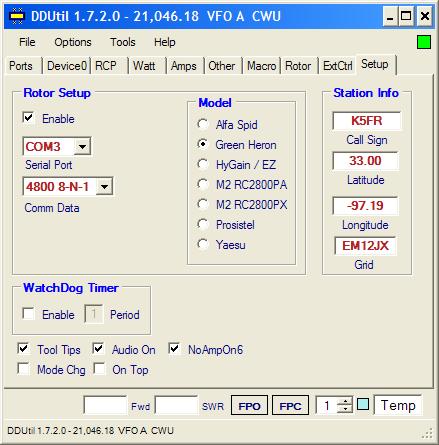 DDUtil 1.7.2.0 - 21,046.18 VFO A CWU
File Options Tools Help
Ports Device0 RCP Watt Amps Other Macro Rotor ExtCtrl Setup
Rotor Setup
Enable
COM3
Serial Port
4800 8-N-1
Comm Data
Model
Alfa Spid
Green Heron
HyGain / EZ
M2 RC2800PA
M2 RC2800PX
Prosistel
Yaesu
Station Info
K5FR
Call Sign
33.00
Latitude
-97.19
Longitude
EM12JX
Grid
WatchDog Timer
Enable 1 Period
Tool Tips Audio On NoAmpOn6
Mode Chg On Top
Fwd SWR FPO FPC 1 Temp
DDUtil 1.7.2.0 - 21,046.18 VFO A CWU